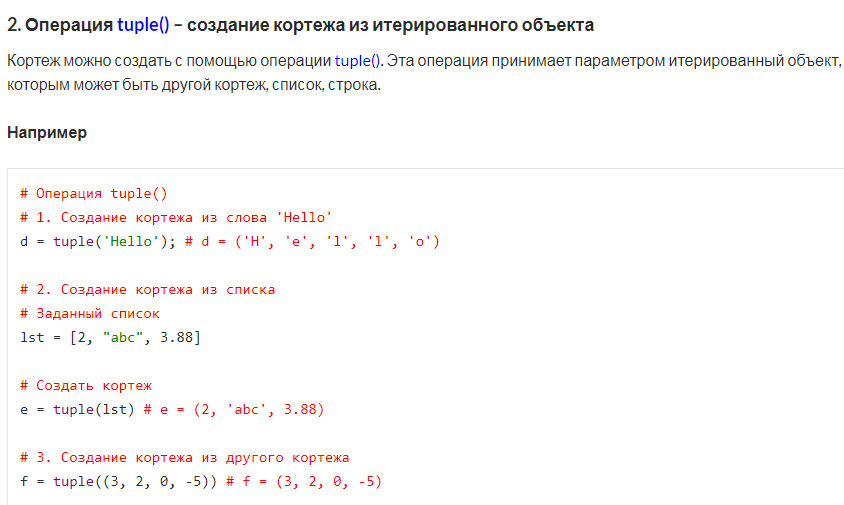 2. Операция tuple() – создание кортежа из итерированного объекта
Кортеж можно создать с помощью операции tuple(). Эта операция принимает параметром итерированный объект,
которым может быть другой кортеж, список, строка.
Например
# Операция tuple()
# 1. Создание кортежа из слова 'Hello'
d = tuple('Hello'); # d = ('H', 'e', 'l', 'l', 'o')
# 2. Создание кортежа из списка
# Заданный список
lst = [2, "abc", 3.88]
# Создать кортеж
e = tuple(lst) # e = (2, 'abc', 3.88)
# 3. Создание кортежа из другого кортежа
f = tuple((3, 2, 0, -5)) # f = (3, 2, 0, -5)